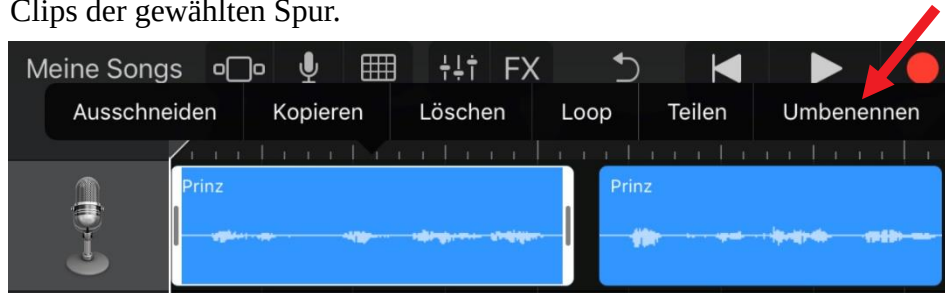 Clips der gewählten Spur.
Meine Songs FX
Ausschneiden Kopieren Löschen Loop Teilen Umbenennen
Prinz Prinz